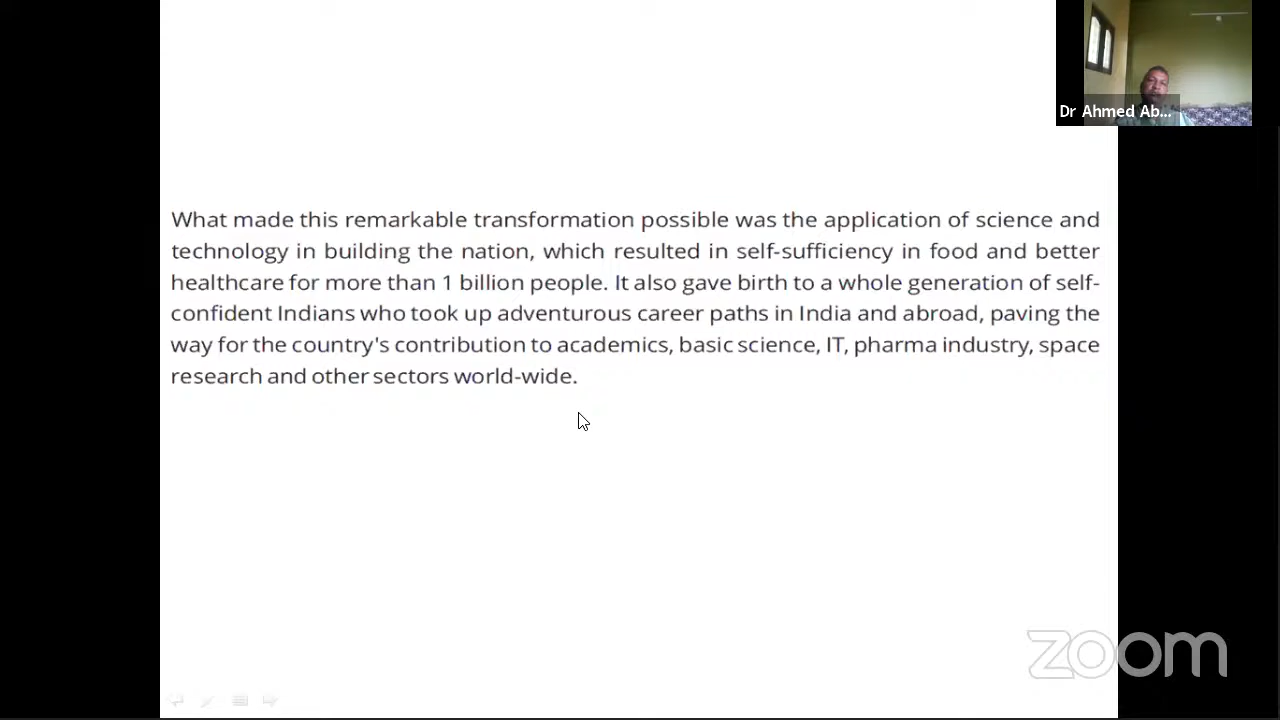 Dr Ahmed Ab...
What made this remarkable transformation possible was the application of science and
technology in building the nation, which resulted in self-sufficiency in food and better
healthcare for more than 1 billion people. It also gave birth to a whole generation of self-
confident Indians who took up adventurous career paths in India and abroad, paving the
way for the country's contribution to academics, basic science, IT, pharma industry, space
research and other sectors world-wide.
zoom